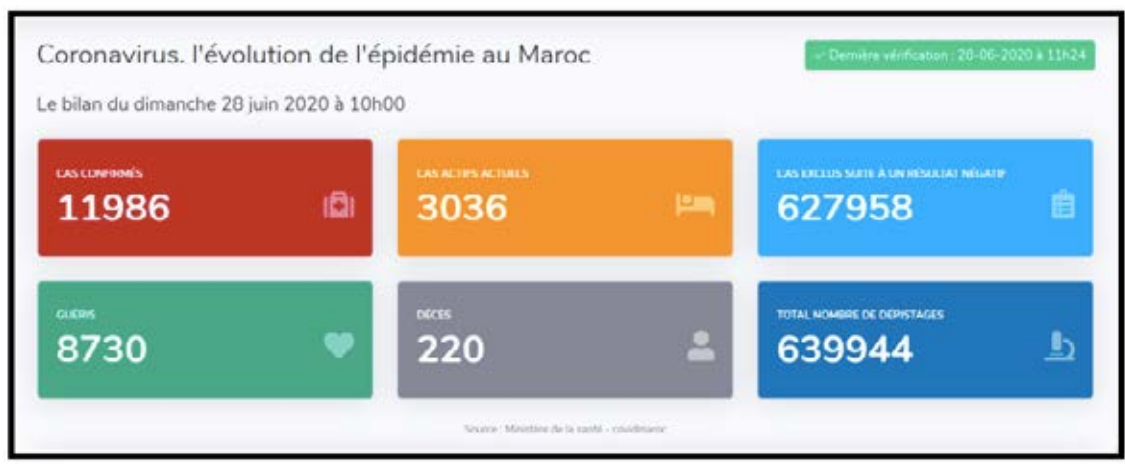 Coronavirus. l'évolution de l'épidémie au Maroc
✓ Dernière vérification : 28-06-2020 à 11h24
Le bilan du dimanche 28 juin 2020 à 10h00
CAS CONFIRMÉS
11986
CAS ACTIFS ACTUELS
3036
CAS EXCLUS SUITE À UN RÉSULTAT NÉGATIF
627958
GUÉRIS
8730
DÉCÈS
220
TOTAL NOMBRE DE DÉPISTAGES
639944
Source : Ministère de la santé - covidmaroc